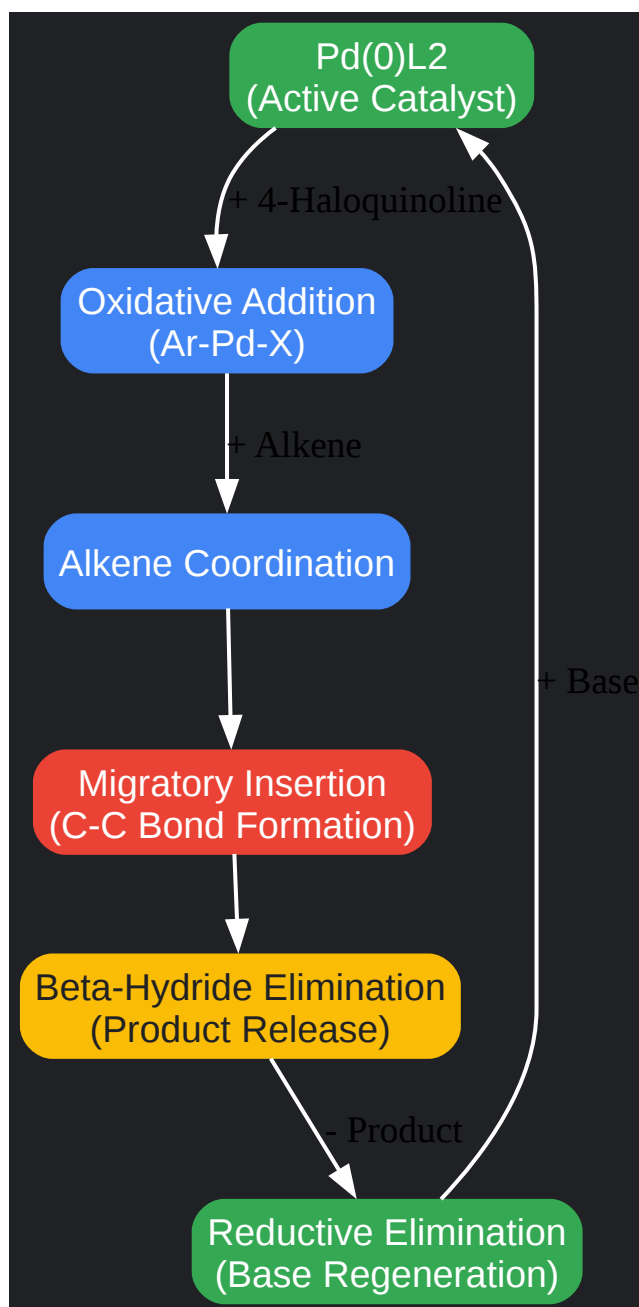 Pd(0)L2
(Active Catalyst)
+ 4-Haloquinoline
Oxidative Addition
(Ar-Pd-X)
+ Alkene
Alkene Coordination
+ Base
Migratory Insertion
(C-C Bond Formation)
Beta-Hydride Elimination
(Product Release)
- Product
Reductive Elimination
(Base Regeneration)